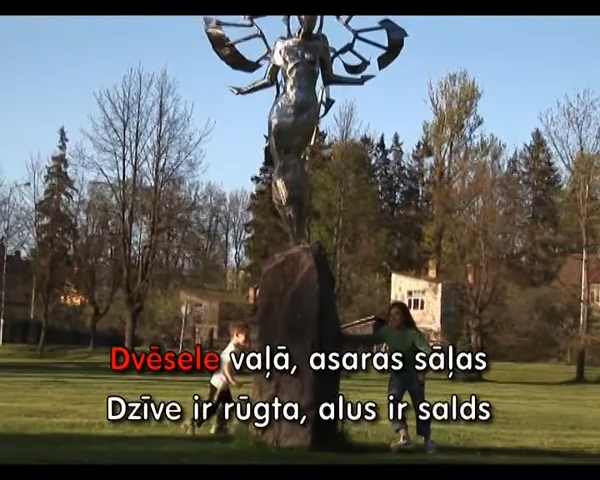 Dvēsele vaļā, asaras sāļas
Dzīve ir rūgta, alus ir salds